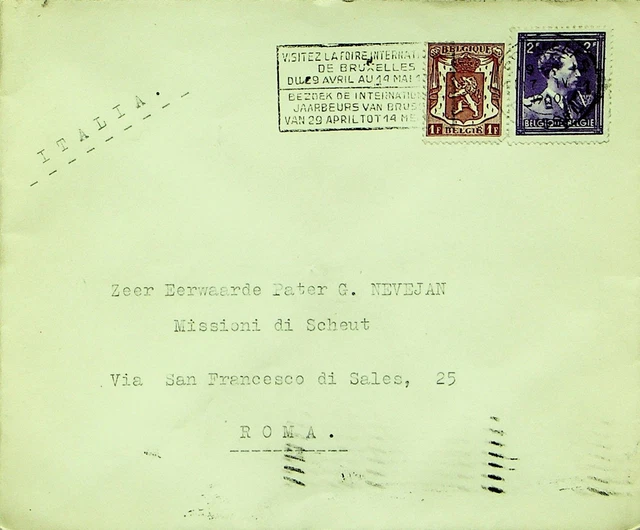 VISITEZ LA FOIRE INTERNAT
DE BRUXELLES
DU 29 AVRIL AU 14 MAI
BEZOEK DE INTERNATION
JAARBEURS VAN BRUS
VAN 29 APRIL TOT 14 ME
BELGIQUE
1F BELGIË 1F
2F 2F
BELGIQUE-BELGIE
ITALIA.
Zeer Eerwaarde Pater G. NEVEJAN
Missioni di Scheut
Via San Francesco di Sales, 25
ROMA.